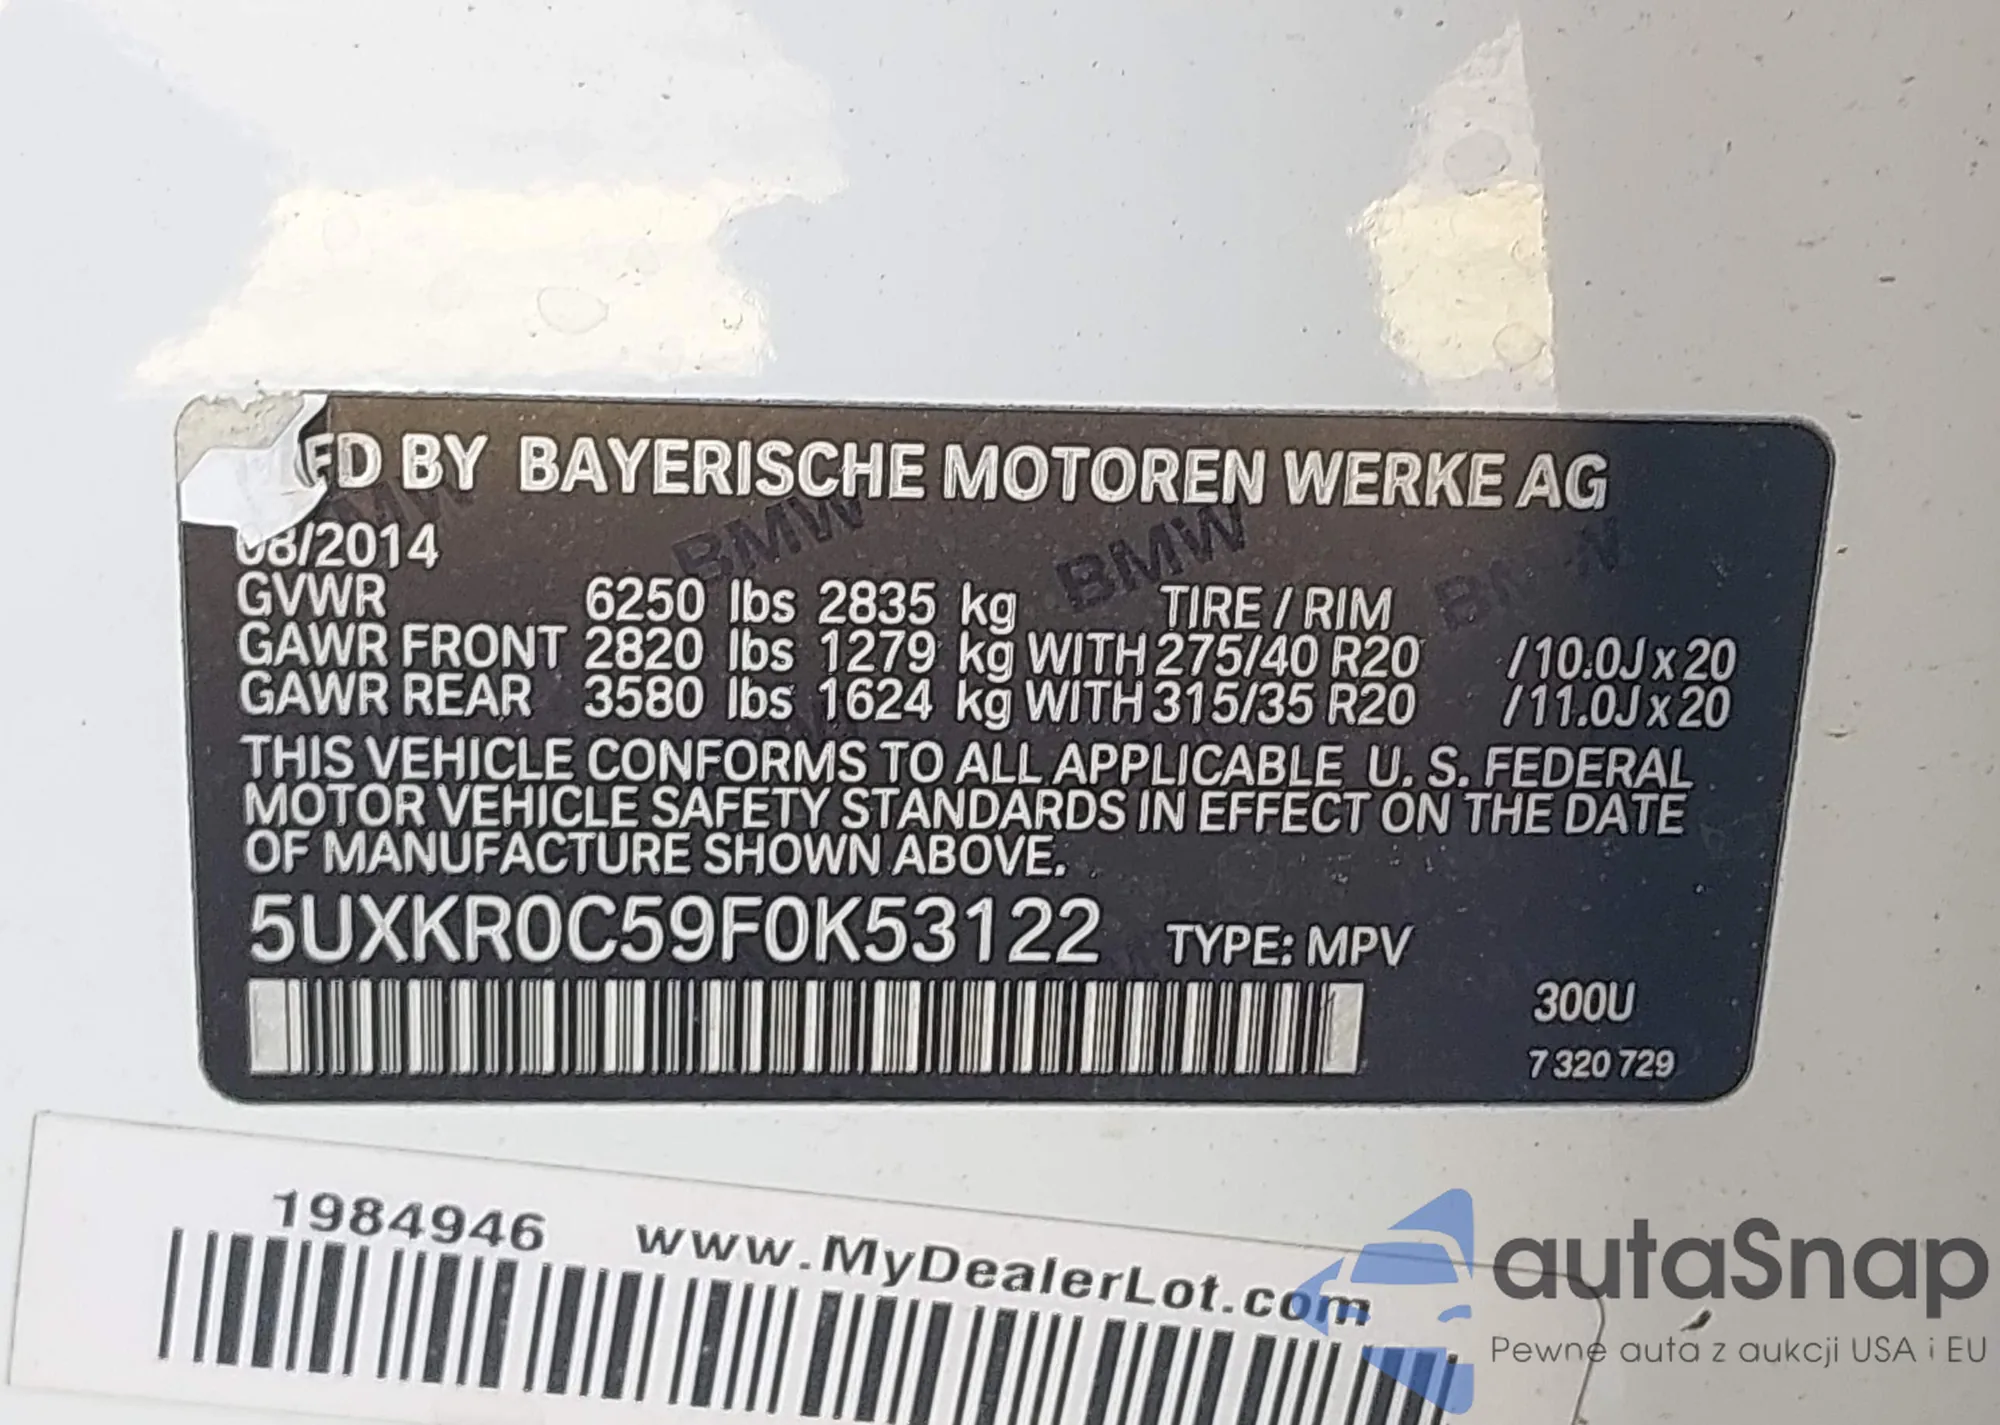 FD BY BAYERISCHE MOTOREN WERKE AG
08/2014
GVWR 6250 lbs 2835 kg TIRE / RIM
GAWR FRONT 2820 lbs 1279 kg WITH 275/40 R20 /10.0J x 20
GAWR REAR 3580 lbs 1624 kg WITH 315/35 R20 /11.0J x 20
THIS VEHICLE CONFORMS TO ALL APPLICABLE U. S. FEDERAL
MOTOR VEHICLE SAFETY STANDARDS IN EFFECT ON THE DATE
OF MANUFACTURE SHOWN ABOVE.
5UXKR0C59F0K53122 TYPE: MPV
300U
7 320 729
1984946 www.MyDealerLot.com
autaSnap
Pewne auta z aukcji USA i EU